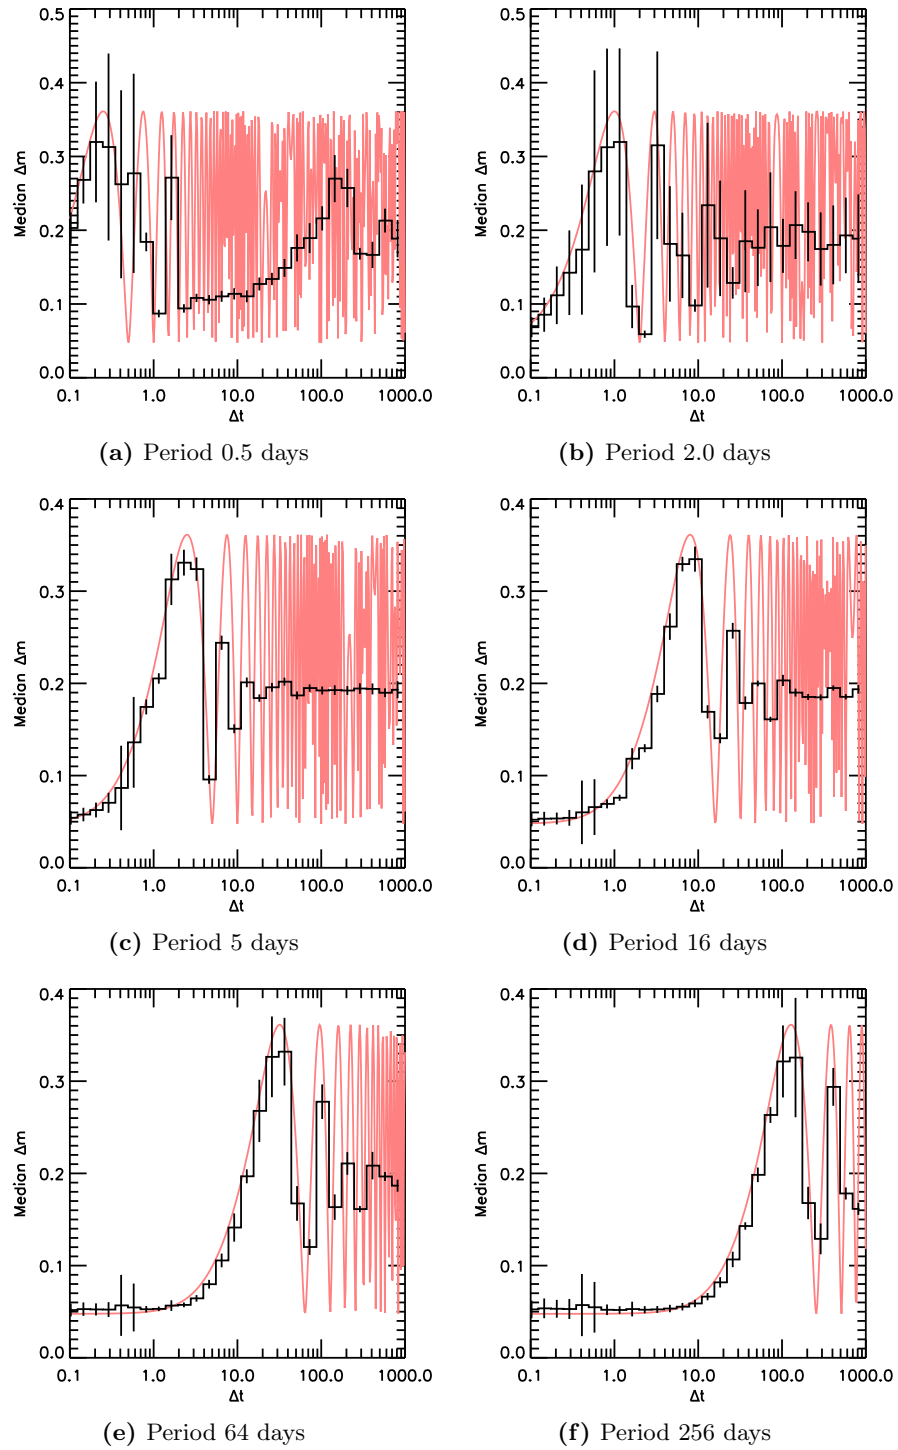 0.5
0.4
0.3
0.2
0.1
0.0
Median Δm
0.1 1.0 10.0 100.0 1000.0
Δt
(a) Period 0.5 days
0.5
0.4
0.3
0.2
0.1
0.0
Median Δm
0.1 1.0 10.0 100.0 1000.0
Δt
(b) Period 2.0 days
0.4
0.3
0.2
0.1
0.0
Median Δm
0.1 1.0 10.0 100.0 1000.0
Δt
(c) Period 5 days
0.4
0.3
0.2
0.1
0.0
Median Δm
0.1 1.0 10.0 100.0 1000.0
Δt
(d) Period 16 days
0.4
0.3
0.2
0.1
0.0
Median Δm
0.1 1.0 10.0 100.0 1000.0
Δt
(e) Period 64 days
0.4
0.3
0.2
0.1
0.0
Median Δm
0.1 1.0 10.0 100.0 1000.0
Δt
(f) Period 256 days